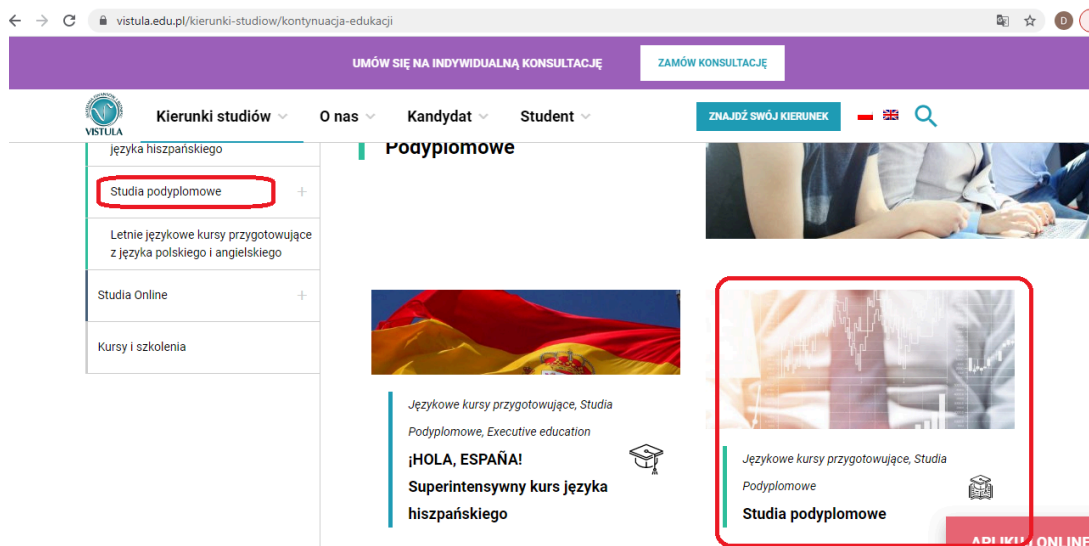 vistula.edu.pl/kierunki-studiow/kontynuacja-edukacji
D
UMÓW SIĘ NA INDYWIDUALNĄ KONSULTACJĘ
ZAMÓW KONSULTACJĘ
VISTULA
Kierunki studiów
O nas
Kandydat
Student
ZNAJDŹ SWÓJ KIERUNEK
języka hiszpańskiego
Studia podyplomowe
Letnie językowe kursy przygotowujące
z języka polskiego i angielskiego
Studia Online
Kursy i szkolenia
Podyplomowe
Językowe kursy przygotowujące, Studia
Podyplomowe, Executive education
¡HOLA, ESPAÑA!
Superintensywny kurs języka
hiszpańskiego
Językowe kursy przygotowujące, Studia
Podyplomowe
Studia podyplomowe
APLIKUJ ONLINE